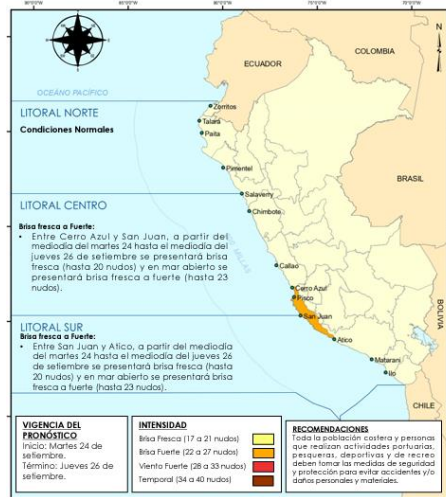 N
ECUADOR
COLOMBIA
BRASIL
BOLIVIA
CHILE
OCEÁNO PACÍFICO
LITORAL NORTE
Condiciones Normales
LITORAL CENTRO
Brisa fresca a Fuerte:
• Entre Cerro Azul y San Juan, a partir del
mediodía del martes 24 hasta el mediodía del
jueves 26 de setiembre se presentará brisa
fresca (hasta 20 nudos) y en mar abierto se
presentará brisa fresca a fuerte (hasta 23
nudos).
LITORAL SUR
Brisa fresca a Fuerte:
• Entre San Juan y Atico, a partir del mediodía
del martes 24 hasta el mediodía del jueves 26
de setiembre se presentará brisa fresca (hasta
20 nudos) y en mar abierto se presentará brisa
fresca a fuerte (hasta 23 nudos).
Zorritos
Talara
Paita
Pimentel
Salaverry
Chimbote
Callao
Cerro Azul
Pisco
San Juan
Atico
Matarani
Ilo
MILLAS
VIGENCIA DEL
PRONÓSTICO
Inicio: Martes 24 de
setiembre.
Término: Jueves 26 de
setiembre.
INTENSIDAD
Brisa Fresca (17 a 21 nudos)
Brisa Fuerte (22 a 27 nudos)
Viento Fuerte (28 a 33 nudos)
Temporal (34 a 40 nudos)
RECOMENDACIONES
Toda la población costera y personas
que realizan actividades portuarias,
pesqueras, deportivas y de recreo
deben tomar las medidas de seguridad
y protección para evitar accidentes y/o
daños personales y materiales.